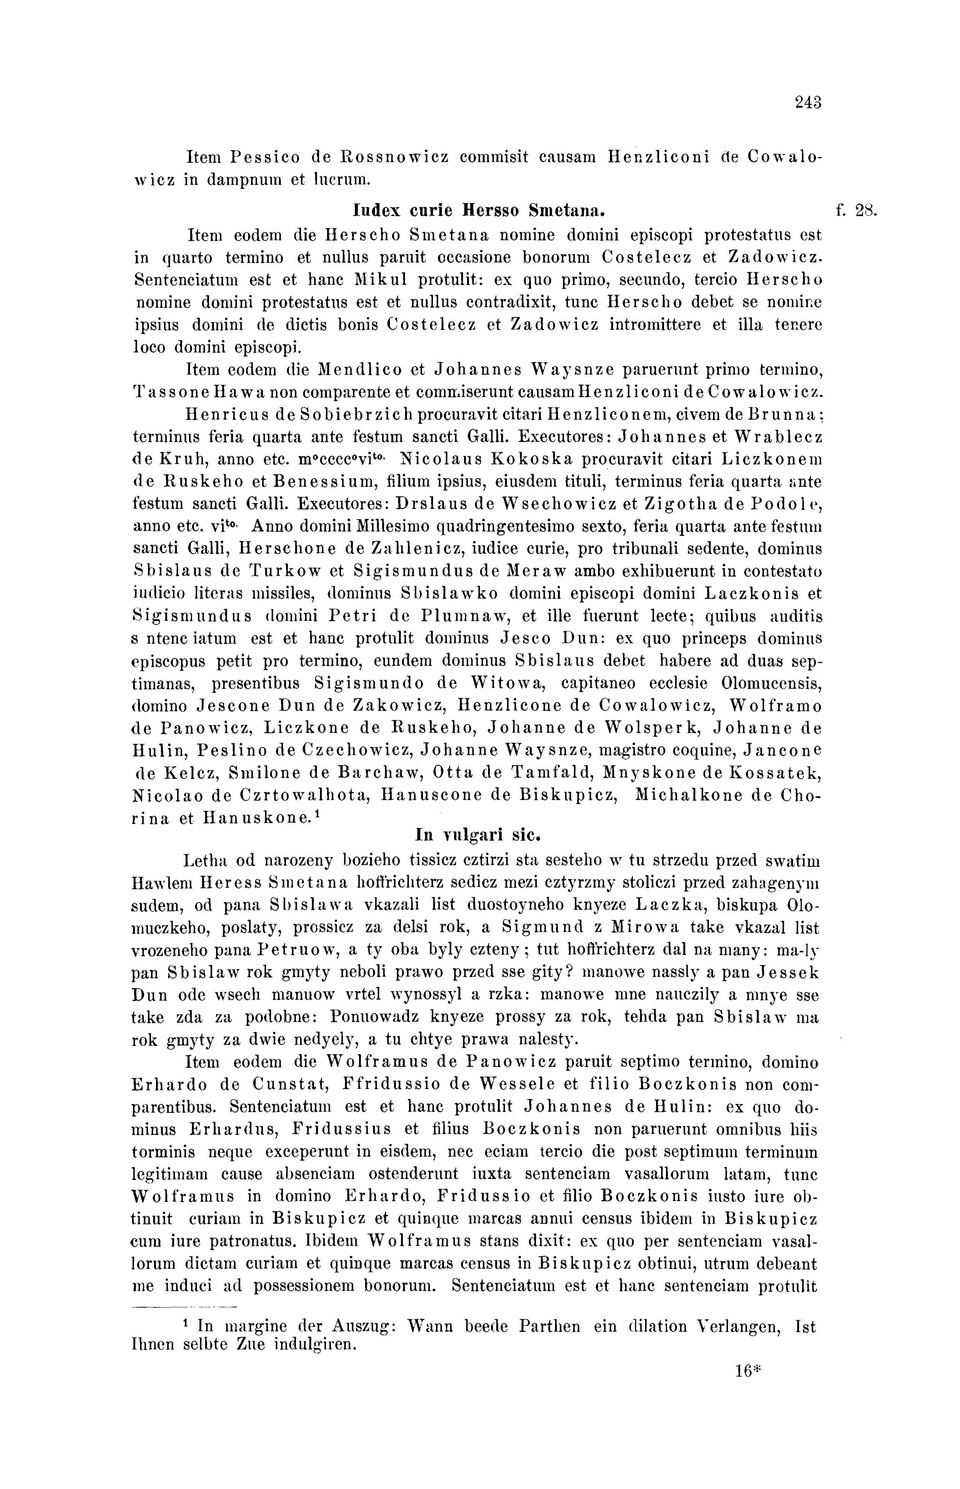 243
Item Pessico de Rossnowicz commisit causam Henzliconi de Cowalo-
wicz in dampnum et lucrum.
Iudex curie Hersso Smetana. f. 28.
Item eodem die Herscho Smetana nomine domini episcopi protestatus est
in quarto termino et nullus paruit occasione bonorum Costelecz et Zadowicz.
Sentenciatum est et hanc Mikul protulit: ex quo primo, secundo, tercio Herscho
nomine domini protestatus est et nullus contradixit, tunc Herscho debet se nomine
ipsius domini de dictis bonis Costelecz et Zadowicz intromittere et illa tenere
loco domini episcopi.
Item eodem die Mendlico et Johannes Waysnze paruerunt primo termino,
Tassone Hawa non comparente et commiserunt causam Henzliconi de Cowalowicz.
Henricus de Sobiebrzich procuravit citari Henzliconem, civem de Brunna;
terminus feria quarta ante festum sancti Galli. Executores: Johannes et Wrablecz
de Kruh, anno etc. mᵒccccᵒviᵗᵒ· Nicolaus Kokoska procuravit citari Liczkonem
de Ruskeho et Benessium, filium ipsius, eiusdem tituli, terminus feria quarta ante
festum sancti Galli. Executores: Drslaus de Wsechowicz et Zigotha de Podole,
anno etc. viᵗᵒ· Anno domini Millesimo quadringentesimo sexto, feria quarta ante festum
sancti Galli, Herschone de Zahlenicz, iudice curie, pro tribunali sedente, dominus
Sbislaus de Turkow et Sigismundus de Meraw ambo exhibuerunt in contestato
iudicio literas missiles, dominus Sbislawko domini episcopi domini Laczkonis et
Sigismundus domini Petri de Plumnaw, et ille fuerunt lecte; quibus auditis
s ntenc iatum est et hanc protulit dominus Jesco Dun: ex quo princeps dominus
episcopus petit pro termino, eundem dominus Sbislaus debet habere ad duas sep-
timanas, presentibus Sigismundo de Witowa, capitaneo ecclesie Olomucensis,
domino Jescone Dun de Zakowicz, Henzlicone de Cowalowicz, Wolframo
de Panowicz, Liczkone de Ruskeho, Johanne de Wolsperk, Johanne de
Hulin, Peslino de Czechowicz, Johanne Waysnze, magistro coquine, Jancone
de Kelcz, Smilone de Barchaw, Otta de Tamfald, Mnyskone de Kossatek,
Nicolao de Czrtowalhota, Hanuscone de Biskupicz, Michalkone de Cho-
rina et Hanuskone.¹
In vulgari sic.
Letha od narozeny bozieho tissicz cztirzi sta sesteho w tu strzedu przed swatim
Hawlem Heress Smetana hoffrichterz sedicz mezi cztyrzmy stoliczi przed zahagenym
sudem, od pana Sbislawa vkazali list duostoyneho knyeze Laczka, biskupa Olo-
muczkeho, poslaty, prossicz za delsi rok, a Sigmund z Mirowa take vkazal list
vrozeneho pana Petruow, a ty oba byly czteny; tut hoffrichterz dal na many: ma-ly
pan Sbislaw rok gmyty neboli prawo przed sse gity? manowe nassly a pan Jessek
Dun ode wsech manuow vrtel wynossyl a rzka: manowe mne nauczily a mnye sse
take zda za podobne: Ponuowadz knyeze prossy za rok, tehda pan Sbislaw ma
rok gmyty za dwie nedyely, a tu chtye prawa nalesty.
Item eodem die Wolframus de Panowicz paruit septimo termino, domino
Erhardo de Cunstat, Ffridussio de Wessele et filio Boczkonis non com-
parentibus. Sentenciatum est et hanc protulit Johannes de Hulin: ex quo do-
minus Erhardus, Fridussius et filius Boczkonis non paruerunt omnibus hiis
torminis neque exceperunt in eisdem, nec eciam tercio die post septimum terminum
legitimam cause absenciam ostenderunt iuxta sentenciam vasallorum latam, tunc
Wolframus in domino Erhardo, Fridussio et filio Boczkonis iusto iure ob-
tinuit curiam in Biskupicz et quinque marcas annui census ibidem in Biskupicz
cum iure patronatus. Ibidem Wolframus stans dixit: ex quo per sentenciam vasal-
lorum dictam curiam et quinque marcas census in Biskupicz obtinui, utrum debeant
me induci ad possessionem bonorum. Sentenciatum est et hanc sentenciam protulit
¹ In margine der Auszug: Wann beede Parthen ein dilation Verlangen, Ist
Ihnen selbte Zue indulgiren.
16*